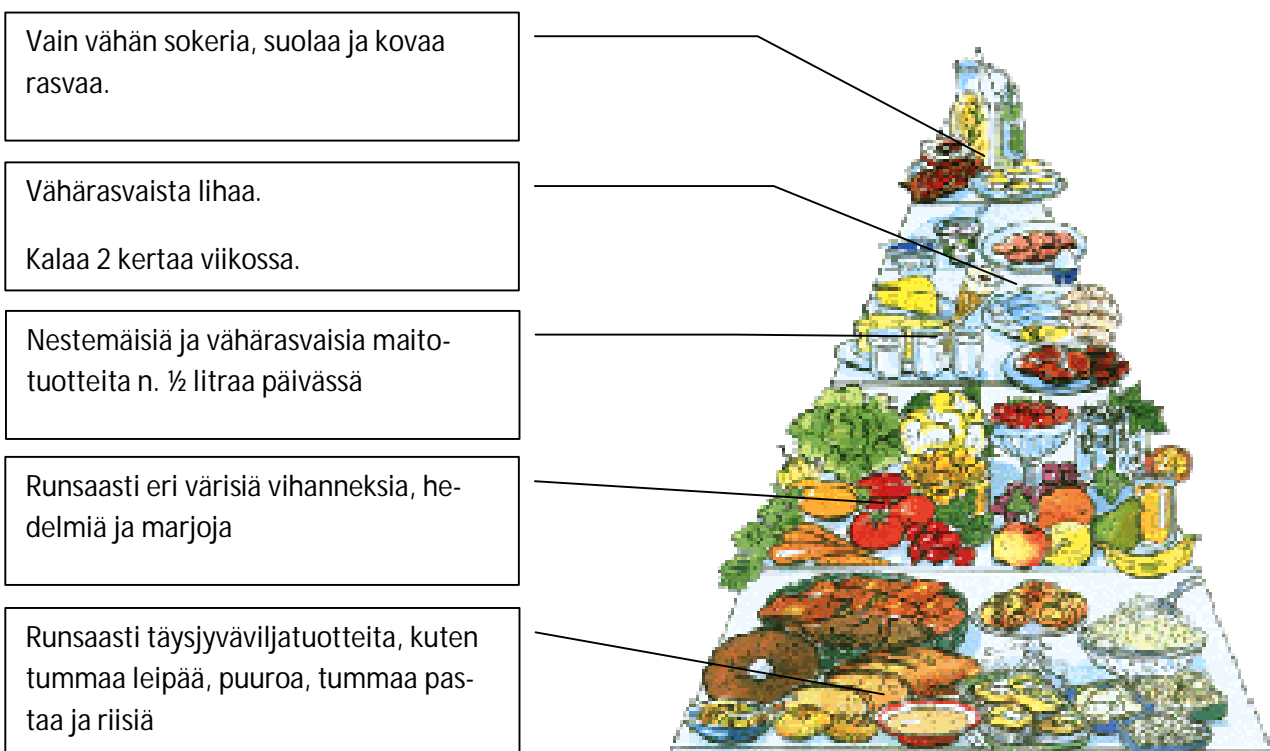 Vain vähän sokeria, suolaa ja kovaa
rasvaa.
Vähärasvaista lihaa.
Kalaa 2 kertaa viikossa.
Nestemäisiä ja vähärasvaisia maito-
tuotteita n. ½ litraa päivässä
Runsaasti eri värisiä vihanneksia, he-
delmiä ja marjoja
Runsaasti täysjyväviljatuotteita, kuten
tummaa leipää, puuroa, tummaa pas-
taa ja riisiä